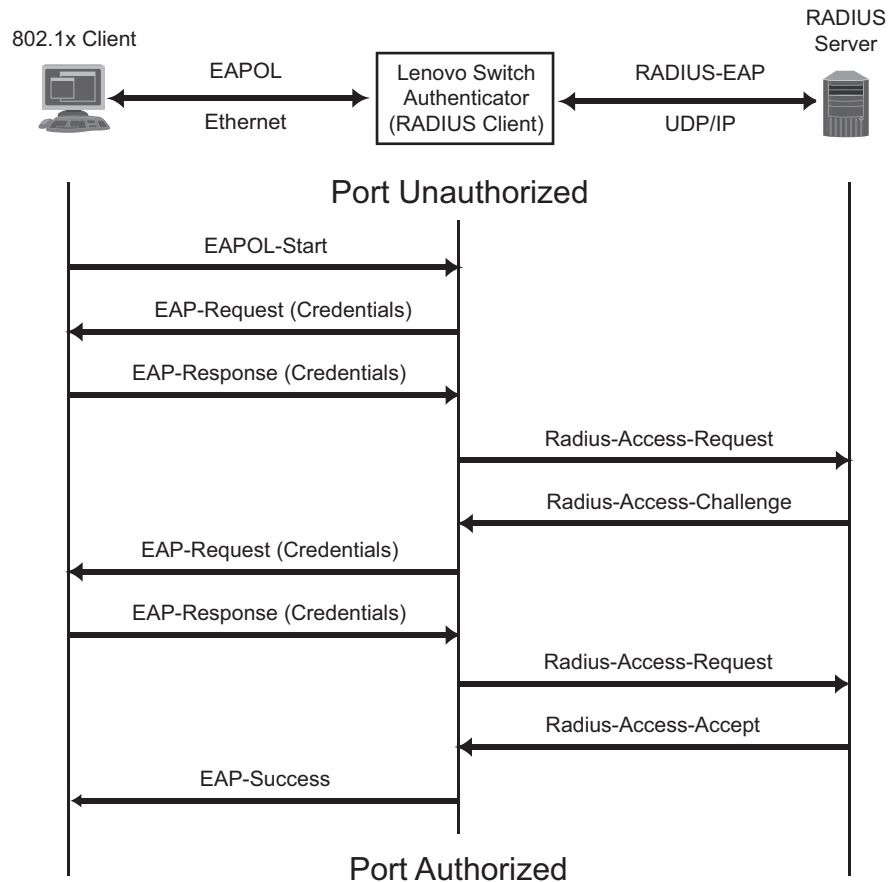 802.1x Client
EAPOL
Ethernet
Lenovo Switch
Authenticator
(RADIUS Client)
RADIUS-EAP
UDP/IP
RADIUS
Server
Port Unauthorized
EAPOL-Start
EAP-Request (Credentials)
EAP-Response (Credentials)
Radius-Access-Request
Radius-Access-Challenge
EAP-Request (Credentials)
EAP-Response (Credentials)
Radius-Access-Request
Radius-Access-Accept
EAP-Success
Port Authorized